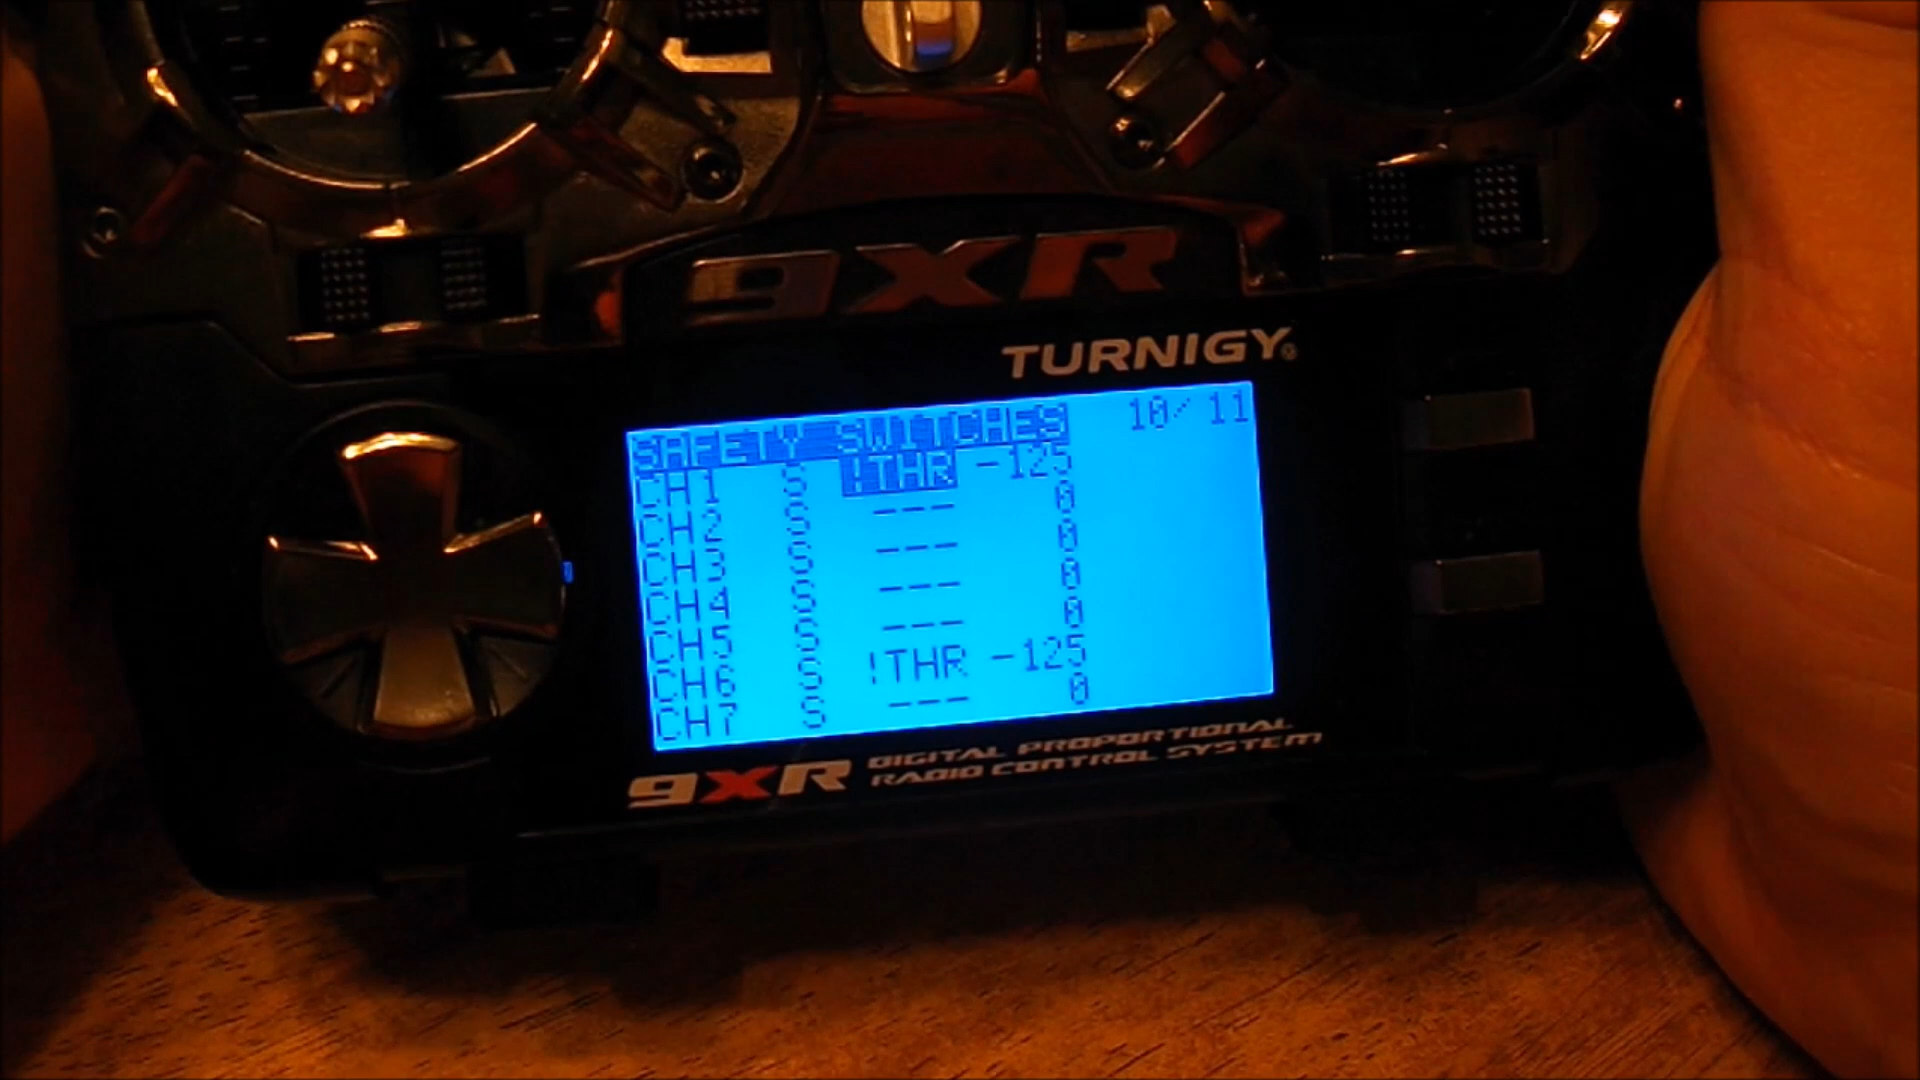 9XR
TURNIGY
SAFETY SWITCHES 10/11
CH1 S !THR -125
CH2 S --- 0
CH3 S --- 0
CH4 S --- 0
CH5 S --- 0
CH6 S !THR -125
CH7 S --- 0
9XR DIGITAL PROPORTIONAL
RADIO CONTROL SYSTEM